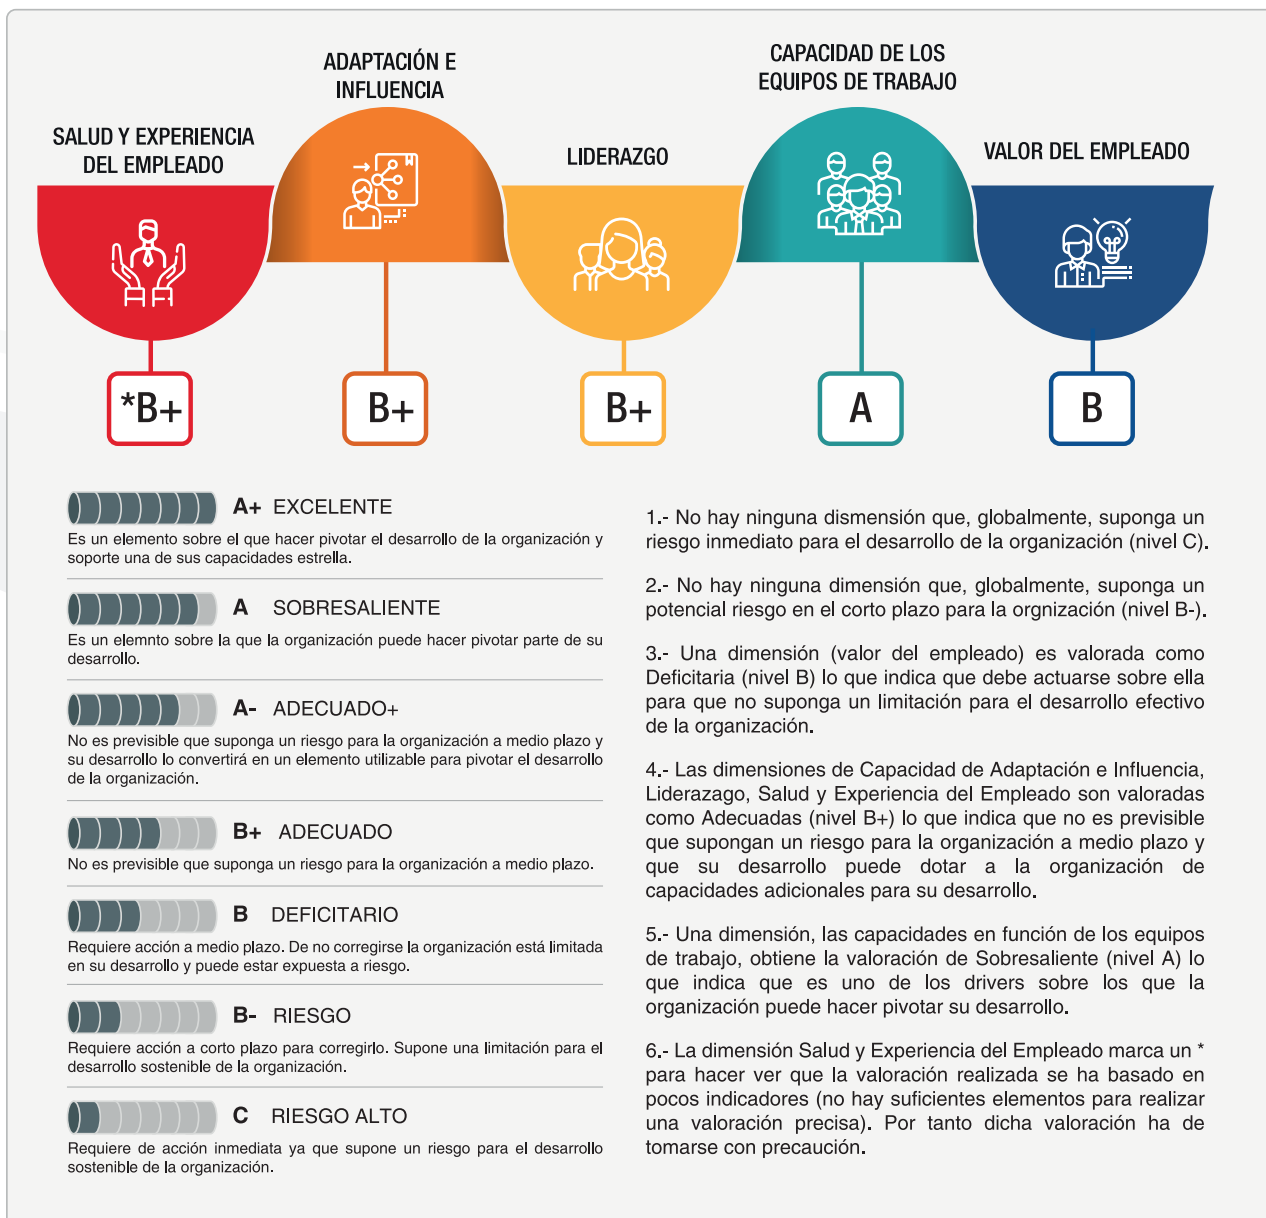 SALUD Y EXPERIENCIA
DEL EMPLEADO
ADAPTACIÓN E
INFLUENCIA
LIDERAZGO
CAPACIDAD DE LOS
EQUIPOS DE TRABAJO
VALOR DEL EMPLEADO
*B+
B+
B+
A
B
A+ EXCELENTE
Es un elemento sobre el que hacer pivotar el desarrollo de la organización y
soporte una de sus capacidades estrella.
A SOBRESALIENTE
Es un elemnto sobre la que la organización puede hacer pivotar parte de su
desarrollo.
A- ADECUADO+
No es previsible que suponga un riesgo para la organización a medio plazo y
su desarrollo lo convertirá en un elemento utilizable para pivotar el desarrollo
de la organización.
B+ ADECUADO
No es previsible que suponga un riesgo para la organización a medio plazo.
B DEFICITARIO
Requiere acción a medio plazo. De no corregirse la organización está limitada
en su desarrollo y puede estar expuesta a riesgo.
B- RIESGO
Requiere acción a corto plazo para corregirlo. Supone una limitación para el
desarrollo sostenible de la organización.
C RIESGO ALTO
Requiere de acción inmediata ya que supone un riesgo para el desarrollo
sostenible de la organización.
1.- No hay ninguna dismensión que, globalmente, suponga un
riesgo inmediato para el desarrollo de la organización (nivel C).
2.- No hay ninguna dimensión que, globalmente, suponga un
potencial riesgo en el corto plazo para la orgnización (nivel B-).
3.- Una dimensión (valor del empleado) es valorada como
Deficitaria (nivel B) lo que indica que debe actuarse sobre ella
para que no suponga un limitación para el desarrollo efectivo
de la organización.
4.- Las dimensiones de Capacidad de Adaptación e Influencia,
Liderazago, Salud y Experiencia del Empleado son valoradas
como Adecuadas (nivel B+) lo que indica que no es previsible
que supongan un riesgo para la organización a medio plazo y
que su desarrollo puede dotar a la organización de
capacidades adicionales para su desarrollo.
5.- Una dimensión, las capacidades en función de los equipos
de trabajo, obtiene la valoración de Sobresaliente (nivel A) lo
que indica que es uno de los drivers sobre los que la
organización puede hacer pivotar su desarrollo.
6.- La dimensión Salud y Experiencia del Empleado marca un *
para hacer ver que la valoración realizada se ha basado en
pocos indicadores (no hay suficientes elementos para realizar
una valoración precisa). Por tanto dicha valoración ha de
tomarse con precaución.